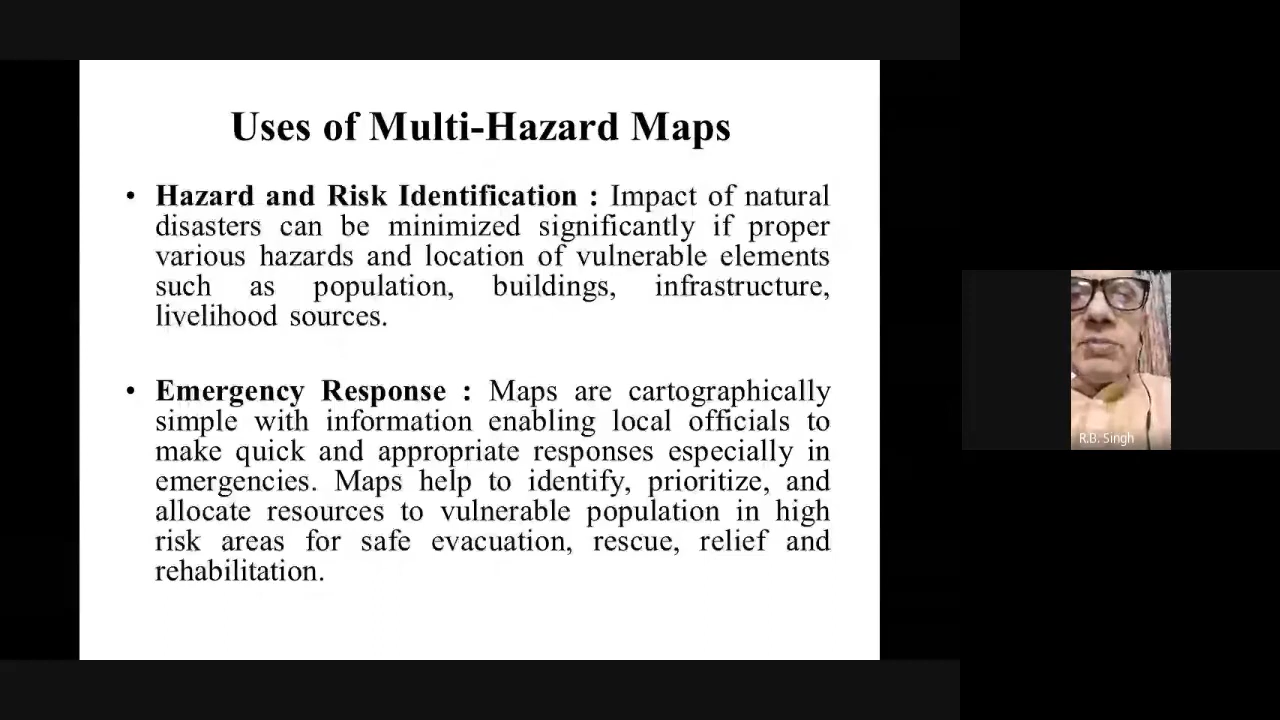 Uses of Multi-Hazard Maps
• Hazard and Risk Identification : Impact of natural
disasters can be minimized significantly if proper
various hazards and location of vulnerable elements
such as population, buildings, infrastructure,
livelihood sources.
• Emergency Response : Maps are cartographically
simple with information enabling local officials to
make quick and appropriate responses especially in
emergencies. Maps help to identify, prioritize, and
allocate resources to vulnerable population in high
risk areas for safe evacuation, rescue, relief and
rehabilitation.
R.B. Singh